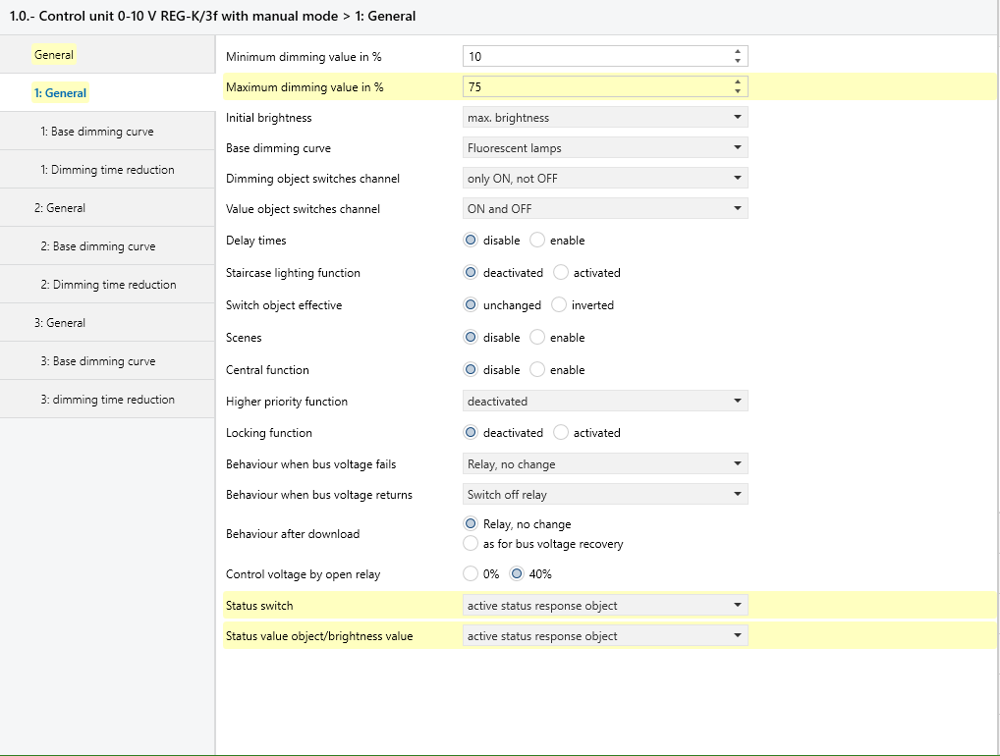 1.0.- Control unit 0-10 V REG-K/3f with manual mode > 1: General
General
1: General
1: Base dimming curve
1: Dimming time reduction
2: General
2: Base dimming curve
2: Dimming time reduction
3: General
3: Base dimming curve
3: dimming time reduction
Minimum dimming value in % 10
Maximum dimming value in % 75
Initial brightness max. brightness
Base dimming curve Fluorescent lamps
Dimming object switches channel only ON, not OFF
Value object switches channel ON and OFF
Delay times disable enable
Staircase lighting function deactivated activated
Switch object effective unchanged inverted
Scenes disable enable
Central function disable enable
Higher priority function deactivated
Locking function deactivated activated
Behaviour when bus voltage fails Relay, no change
Behaviour when bus voltage returns Switch off relay
Behaviour after download Relay, no change
as for bus voltage recovery
Control voltage by open relay 0% 40%
Status switch active status response object
Status value object/brightness value active status response object